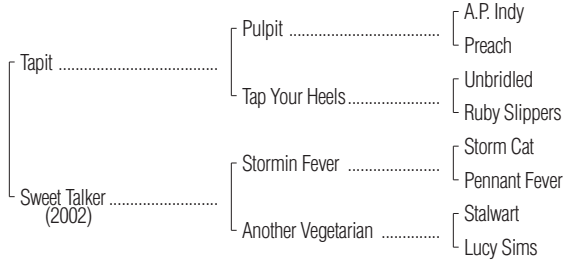 A.P. Indy
Pulpit ........................................
Preach
Tapit ........................................
Unbridled
Tap Your Heels........................
Ruby Slippers
Storm Cat
Stormin Fever ........................
Pennant Fever
Sweet Talker ............................
(2002)
Stalwart
Another Vegetarian ...............
Lucy Sims